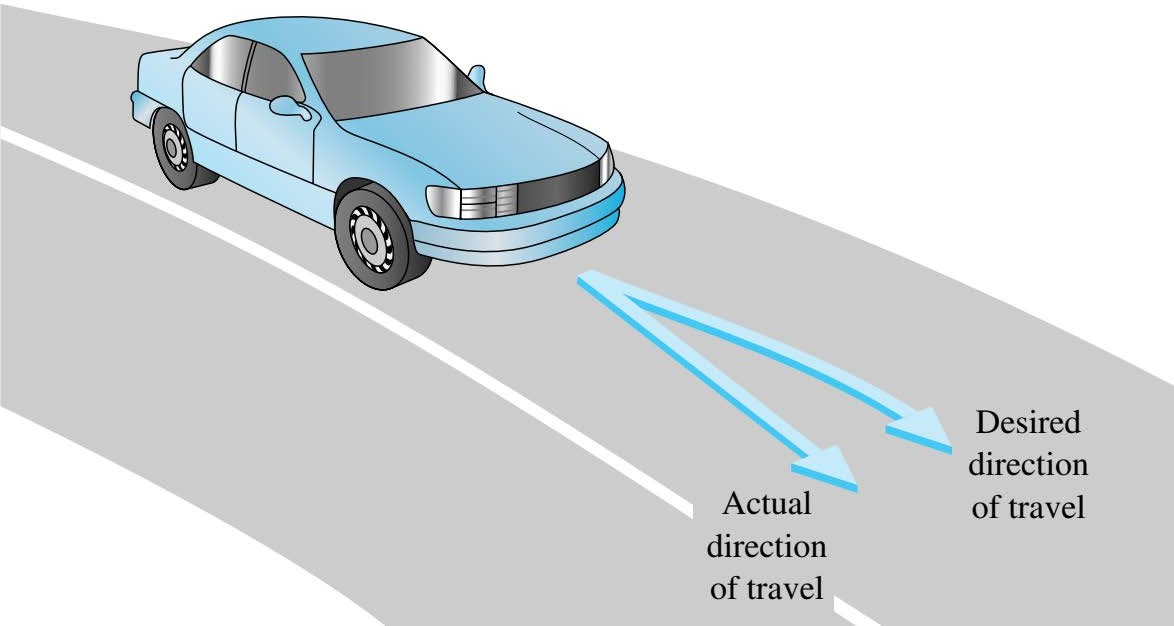 Desired
direction
of travel
Actual
direction
of travel